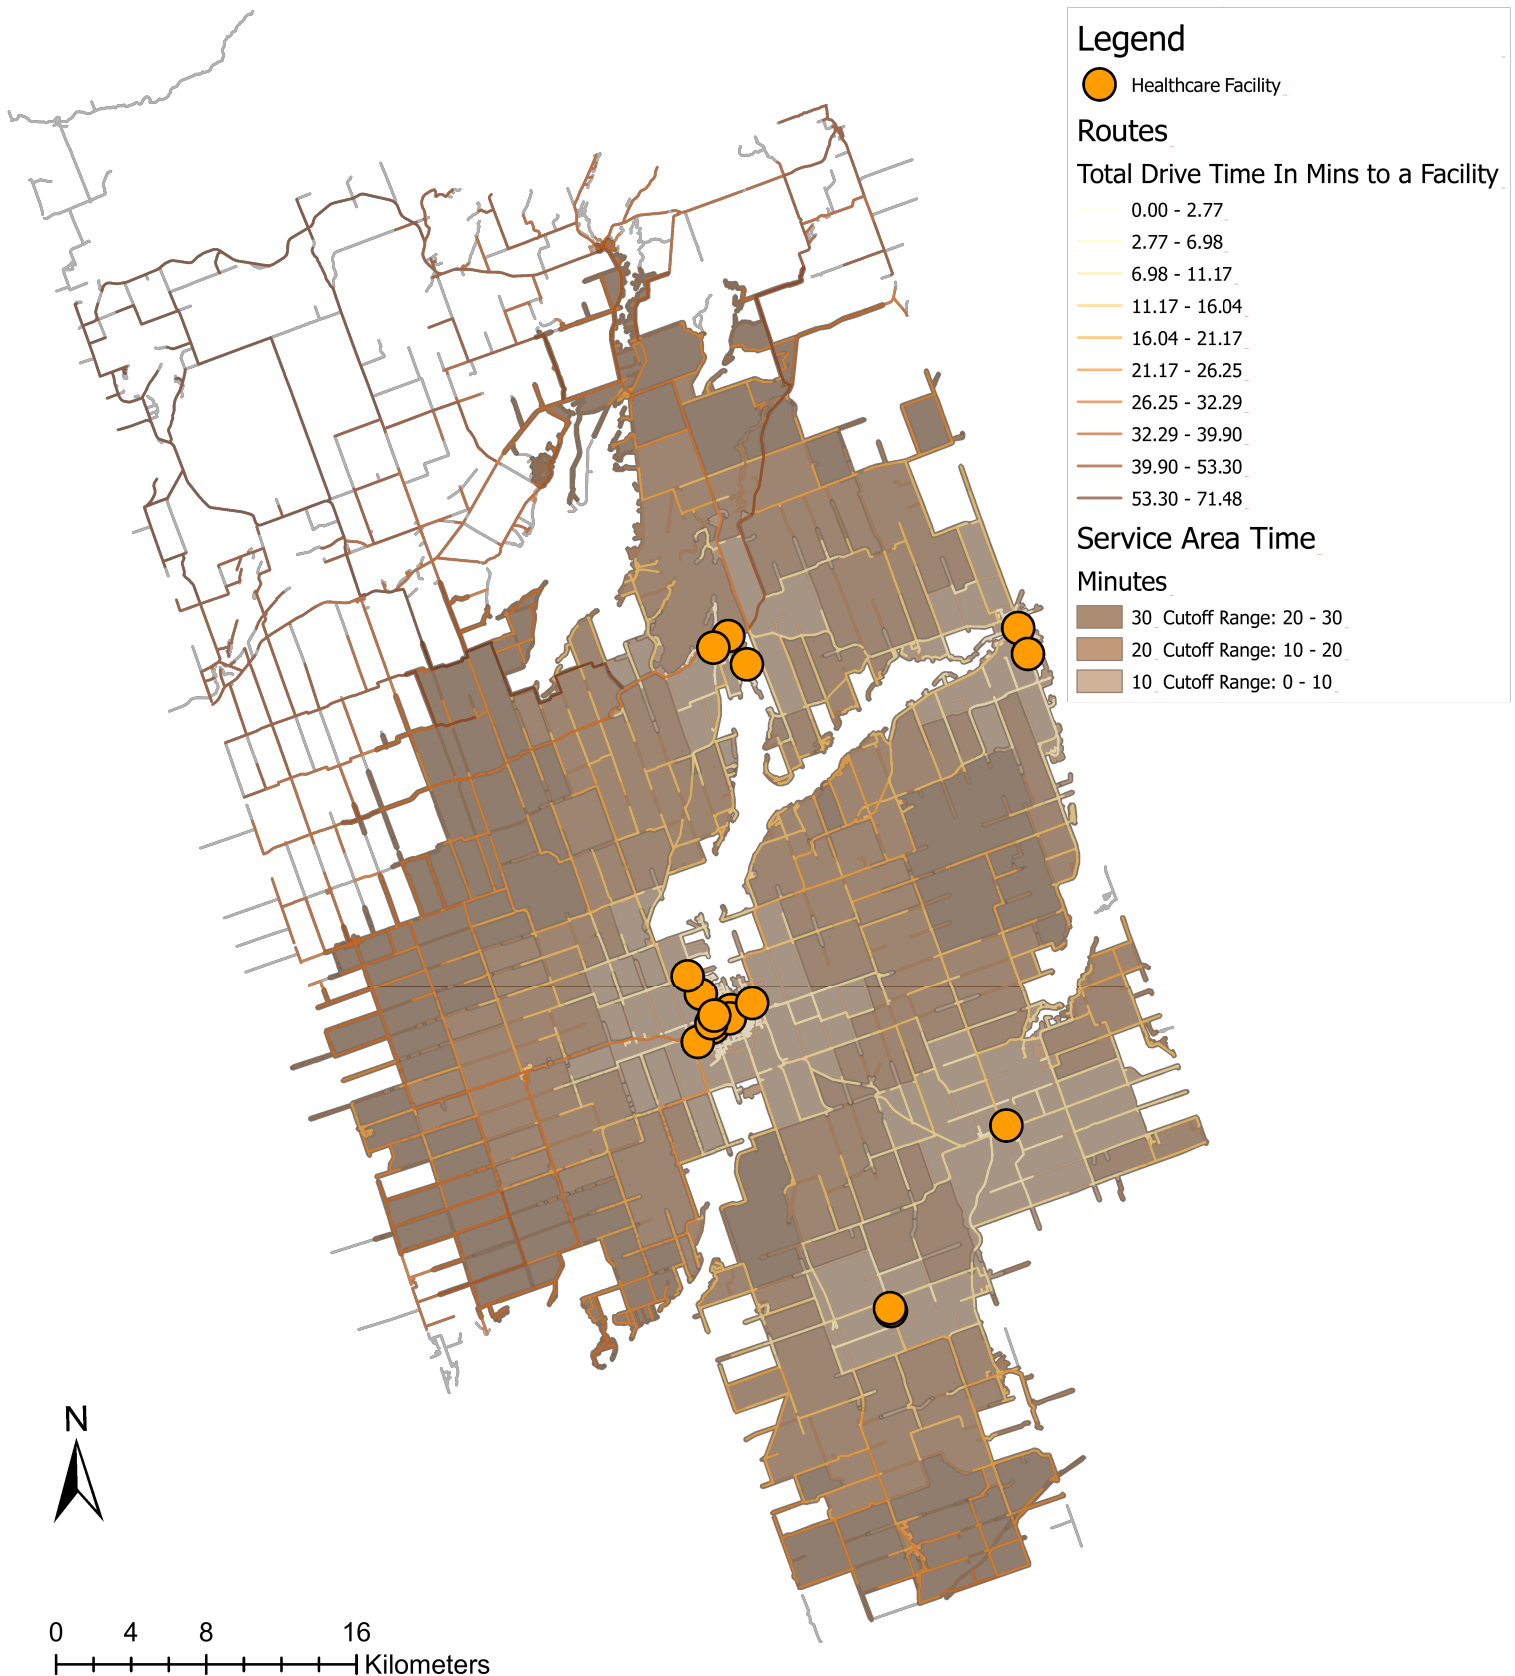 Legend
Healthcare Facility
Routes
Total Drive Time In Mins to a Facility
0.00 - 2.77
2.77 - 6.98
6.98 - 11.17
11.17 - 16.04
16.04 - 21.17
21.17 - 26.25
26.25 - 32.29
32.29 - 39.90
39.90 - 53.30
53.30 - 71.48
Service Area Time
Minutes
30 Cutoff Range: 20 - 30
20 Cutoff Range: 10 - 20
10 Cutoff Range: 0 - 10
N
0 4 8 16
Kilometers